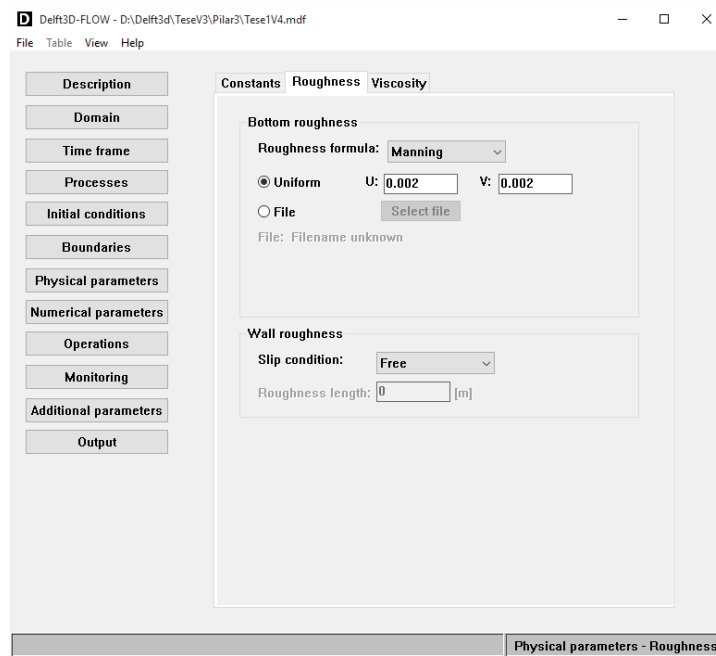 D Delft3D-FLOW - D:\Delft3d\TeseV3\Pilar3\Tese1V4.mdf
File Table View Help
Description
Domain
Time frame
Processes
Initial conditions
Boundaries
Physical parameters
Numerical parameters
Operations
Monitoring
Additional parameters
Output
Constants Roughness Viscosity
Bottom roughness
Roughness formula: Manning
Uniform U: 0.002 V: 0.002
File Select file
File: Filename unknown
Wall roughness
Slip condition: Free
Roughness length: 0 [m]
Physical parameters - Roughness